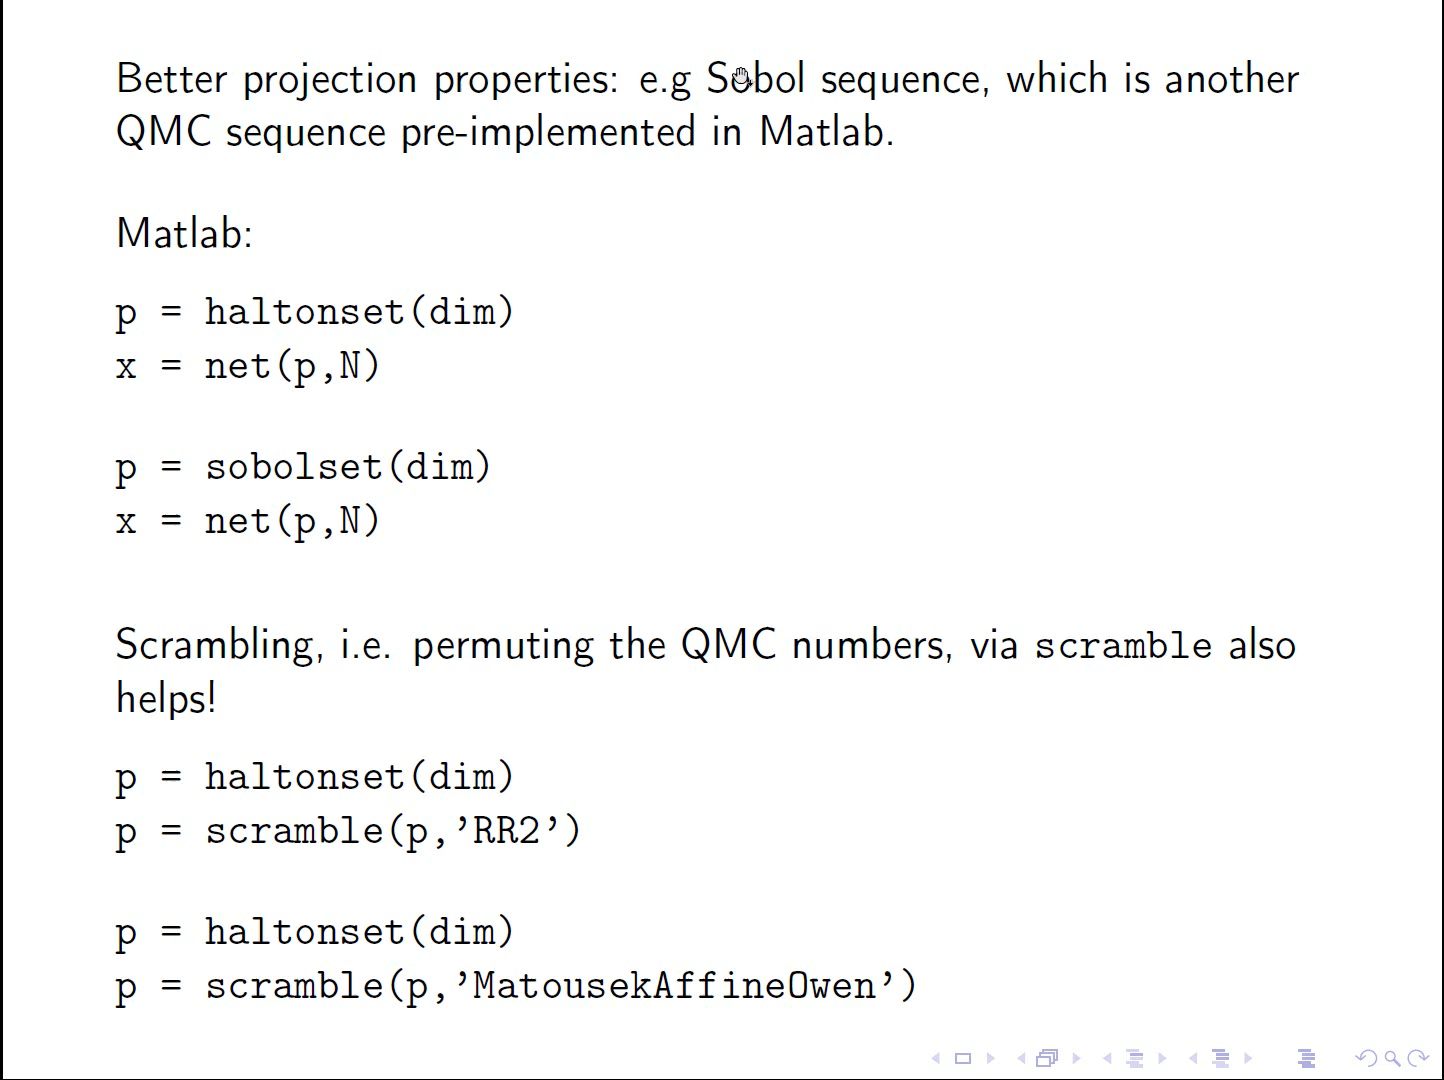 Better projection properties: e.g Sobol sequence, which is another
QMC sequence pre-implemented in Matlab.
Matlab:
p = haltonset(dim)
x = net(p,N)
p = sobolset(dim)
x = net(p,N)
Scrambling, i.e. permuting the QMC numbers, via scramble also
helps!
p = haltonset(dim)
p = scramble(p,’RR2’)
p = haltonset(dim)
p = scramble(p,’MatousekAffineOwen’)